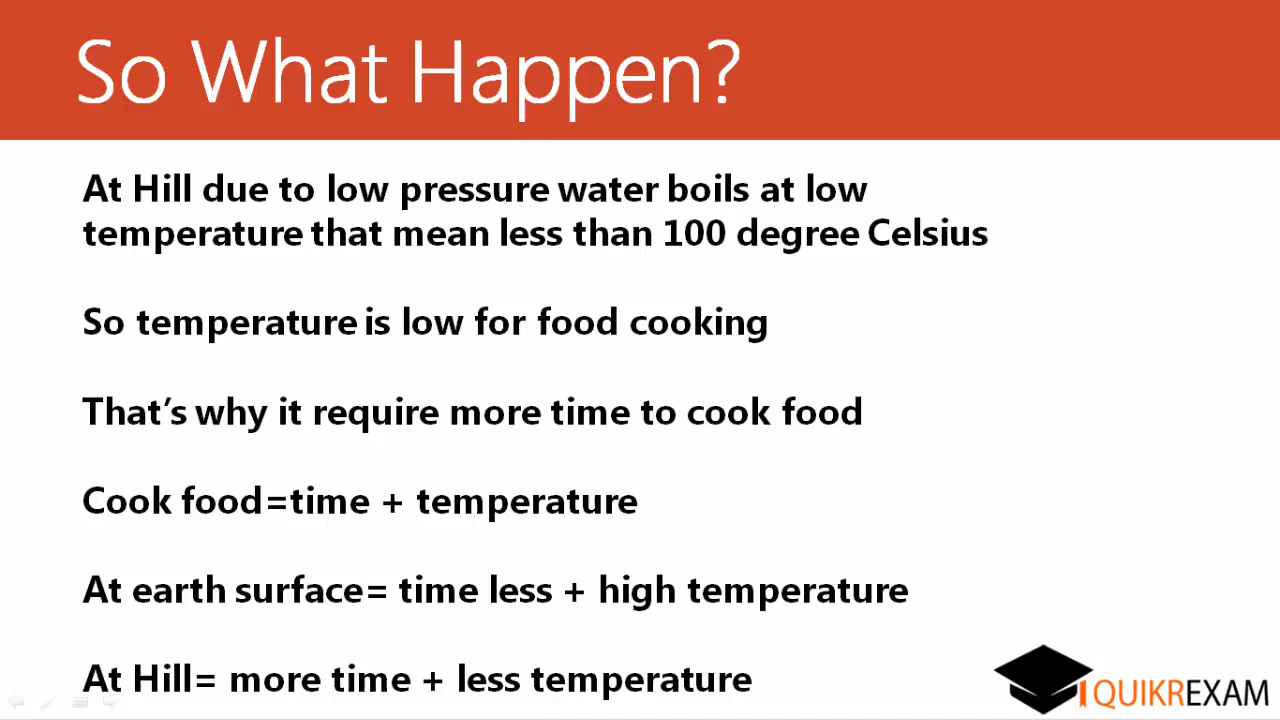 So What Happen?
At Hill due to low pressure water boils at low
temperature that mean less than 100 degree Celsius
So temperature is low for food cooking
That’s why it require more time to cook food
Cook food=time + temperature
At earth surface= time less + high temperature
At Hill= more time + less temperature
QUIKREXAM